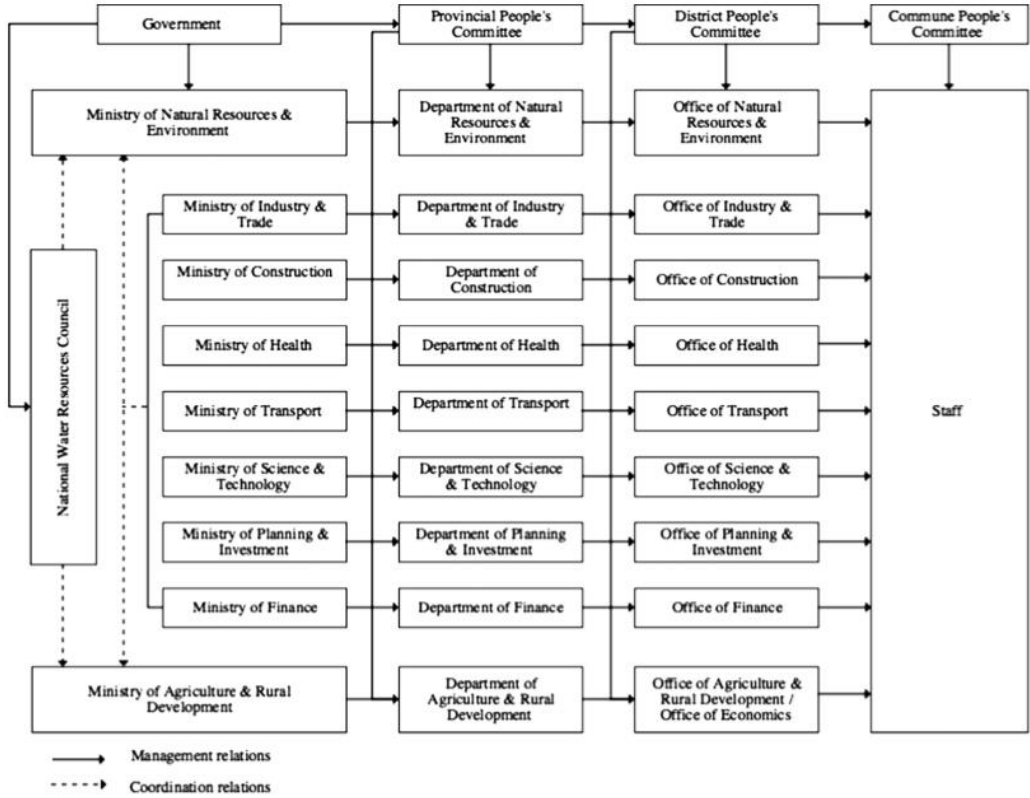 Government
Provincial People's
Committee
District People's
Committee
Commune People's
Committee
Ministry of Natural Resources &
Environment
Department of Natural
Resources &
Environment
Office of Natural
Resources &
Environment
Ministry of Industry &
Trade
Department of Industry
& Trade
Office of Industry &
Trade
Ministry of Construction
Department of
Construction
Office of Construction
Ministry of Health
Department of Health
Office of Health
National Water Resources Council
Ministry of Transport
Department of Transport
Office of Transport
Staff
Ministry of Science &
Technology
Department of Science
& Technology
Office of Science &
Technology
Ministry of Planning &
Investment
Department of Planning
& Investment
Office of Planning &
Investment
Ministry of Finance
Department of Finance
Office of Finance
Ministry of Agriculture & Rural
Development
Department of
Agriculture & Rural
Development
Office of Agriculture &
Rural Development /
Office of Economics
Management relations
Coordination relations